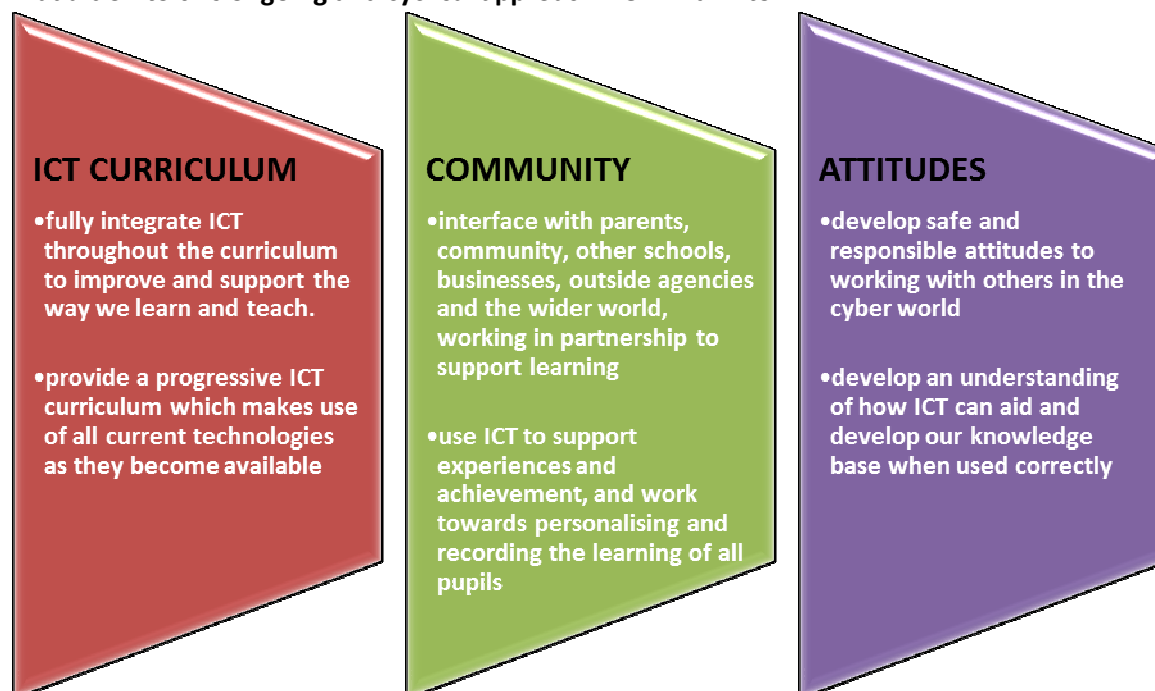 ICT CURRICULUM
•fully integrate ICT
throughout the curriculum
to improve and support the
way we learn and teach.
•provide a progressive ICT
curriculum which makes use
of all current technologies
as they become available
COMMUNITY
•interface with parents,
community, other schools,
businesses, outside agencies
and the wider world,
working in partnership to
support learning
•use ICT to support
experiences and
achievement, and work
towards personalising and
recording the learning of all
pupils
ATTITUDES
•develop safe and
responsible attitudes to
working with others in the
cyber world
•develop an understanding
of how ICT can aid and
develop our knowledge
base when used correctly